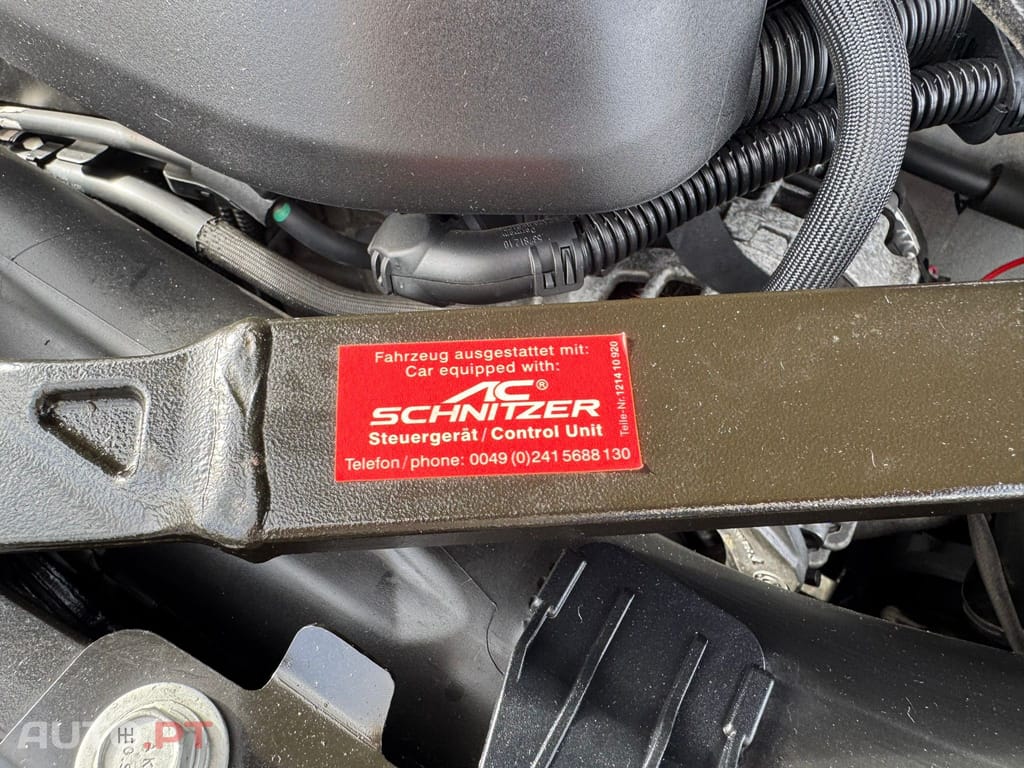 Fahrzeug ausgestattet mit:
Car equipped with:
AC®
SCHNITZER
Steuergerät / Control Unit
Telefon / phone: 0049 (0)241 5688 130
Teile-Nr. 1214 10 920
AUTO.PT